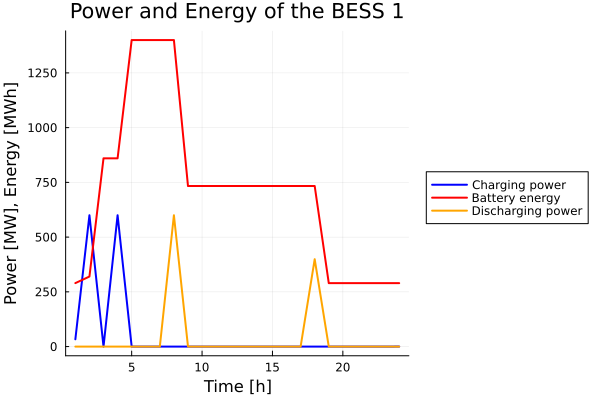 Power and Energy of the BESS 1
Power [MW], Energy [MWh]
1250
1000
750
500
250
0
5
10
15
20
Time [h]
Charging power
Battery energy
Discharging power